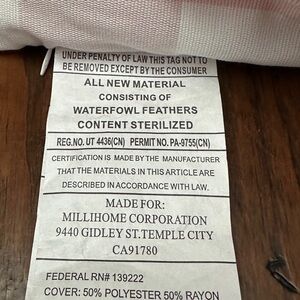 UNDER PENALTY OF LAW THIS TAG NOT TO
BE REMOVED EXCEPT BY THE CONSUMER
ALL NEW MATERIAL
CONSISTING OF
WATERFOWL FEATHERS
CONTENT STERILIZED
REG.NO. UT 4436(CN) PERMIT NO. PA-9755(CN)
CERTIFICATION IS MADE BY THE MANUFACTURER
THAT THE MATERIALS IN THIS ARTICLE ARE
DESCRIBED IN ACCORDANCE WITH LAW.
MADE FOR:
MILLIHOME CORPORATION
9440 GIDLEY ST.TEMPLE CITY
CA91780
FEDERAL RN# 139222
COVER: 50% POLYESTER 50% RAYON